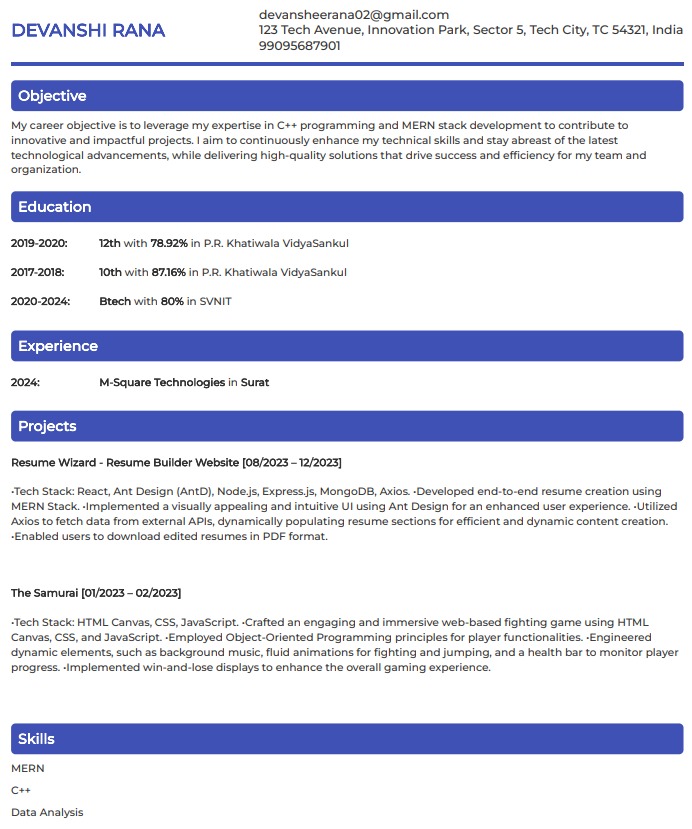 DEVANSHI RANA
devansheerana02@gmail.com
123 Tech Avenue, Innovation Park, Sector 5, Tech City, TC 54321, India
99095687901
Objective
My career objective is to leverage my expertise in C++ programming and MERN stack development to contribute to
innovative and impactful projects. I aim to continuously enhance my technical skills and stay abreast of the latest
technological advancements, while delivering high-quality solutions that drive success and efficiency for my team and
organization.
Education
2019-2020: 12th with 78.92% in P.R. Khatiwala VidyaSankul
2017-2018: 10th with 87.16% in P.R. Khatiwala VidyaSankul
2020-2024: Btech with 80% in SVNIT
Experience
2024: M-Square Technologies in Surat
Projects
Resume Wizard - Resume Builder Website [08/2023 – 12/2023]
•Tech Stack: React, Ant Design (AntD), Node.js, Express.js, MongoDB, Axios. •Developed end-to-end resume creation using
MERN Stack. •Implemented a visually appealing and intuitive UI using Ant Design for an enhanced user experience. •Utilized
Axios to fetch data from external APIs, dynamically populating resume sections for efficient and dynamic content creation.
•Enabled users to download edited resumes in PDF format.
The Samurai [01/2023 – 02/2023]
•Tech Stack: HTML Canvas, CSS, JavaScript. •Crafted an engaging and immersive web-based fighting game using HTML
Canvas, CSS, and JavaScript. •Employed Object-Oriented Programming principles for player functionalities. •Engineered
dynamic elements, such as background music, fluid animations for fighting and jumping, and a health bar to monitor player
progress. •Implemented win-and-lose displays to enhance the overall gaming experience.
Skills
MERN
C++
Data Analysis